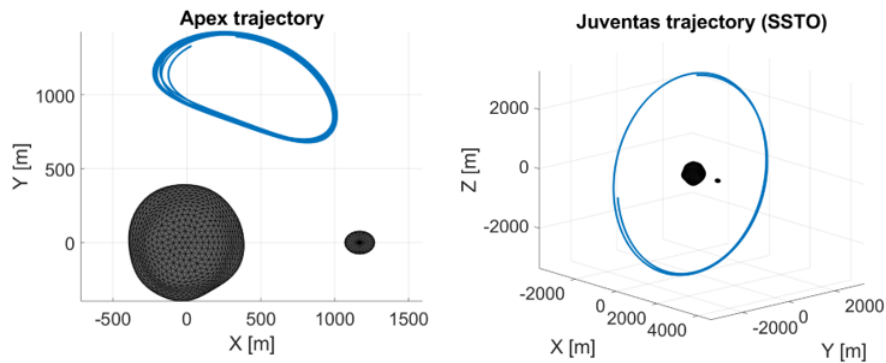 Apex trajectory
1000
500
0
Y [m]
-500 0 500 1000 1500
X [m]
Juventas trajectory (SSTO)
2000
0
-2000
Z [m]
-2000 0 2000 4000
X [m]
-2000 0 2000
Y [m]